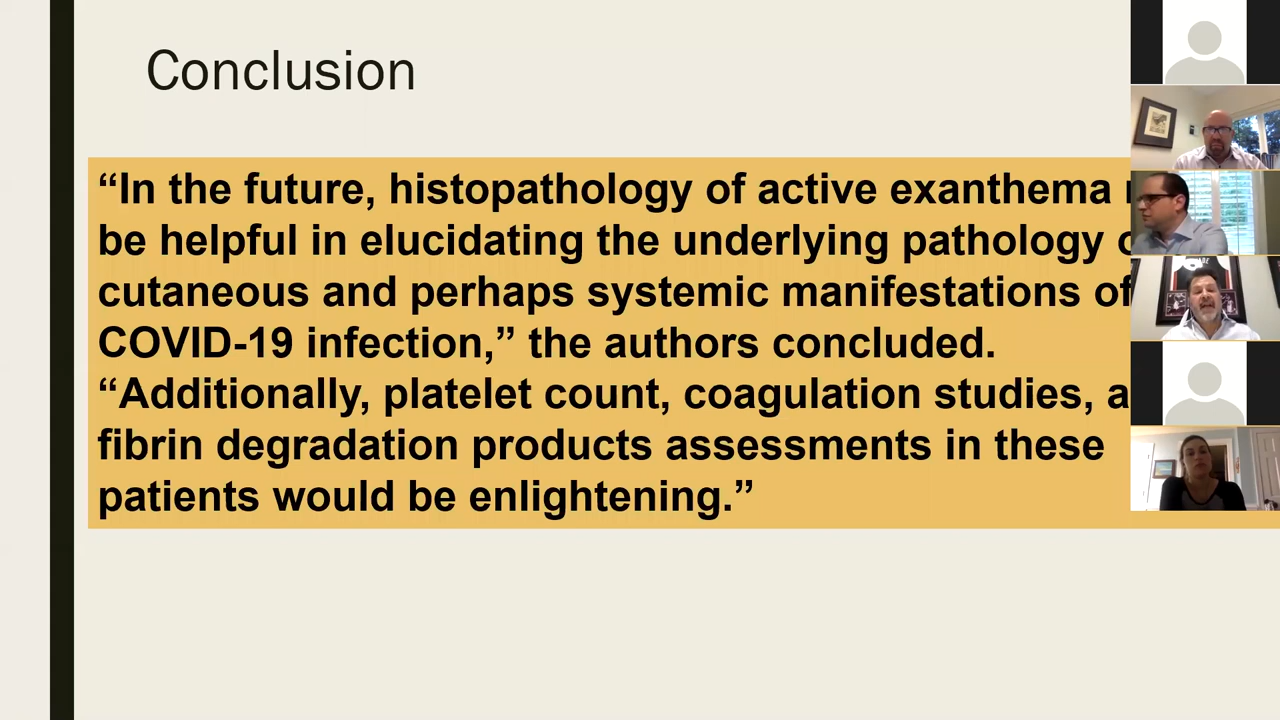 Conclusion
“In the future, histopathology of active exanthema
be helpful in elucidating the underlying pathology
cutaneous and perhaps systemic manifestations of
COVID-19 infection,” the authors concluded.
“Additionally, platelet count, coagulation studies,
fibrin degradation products assessments in these
patients would be enlightening.”